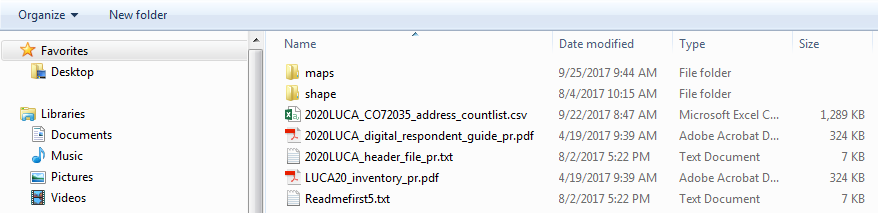 Organize New folder
Favorites
Desktop
Libraries
Documents
Music
Pictures
Videos
Name Date modified Type Size
maps 9/25/2017 9:44 AM File folder
shape 8/4/2017 10:15 AM File folder
2020LUCA_CO72035_address_countlist.csv 9/22/2017 8:47 AM Microsoft Excel C... 1,289 KB
2020LUCA_digital_respondent_guide_pr.pdf 4/19/2017 9:39 AM Adobe Acrobat D... 324 KB
2020LUCA_header_file_pr.txt 8/2/2017 5:22 PM Text Document 7 KB
LUCA20_inventory_pr.pdf 4/19/2017 9:39 AM Adobe Acrobat D... 324 KB
Readmefirst5.txt 8/2/2017 5:22 PM Text Document 7 KB